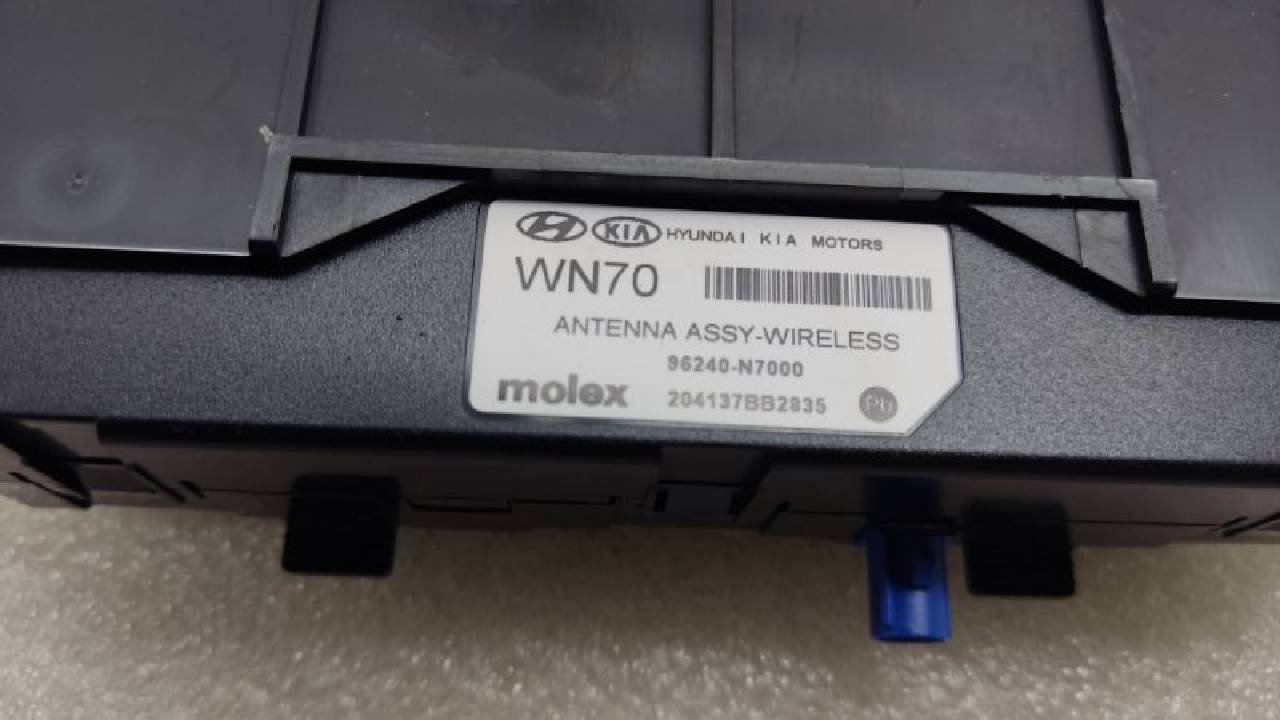 KIA HYUNDAI KIA MOTORS
WN70
ANTENNA ASSY-WIRELESS
96240-N7000
molex 204137BB2835 Pb